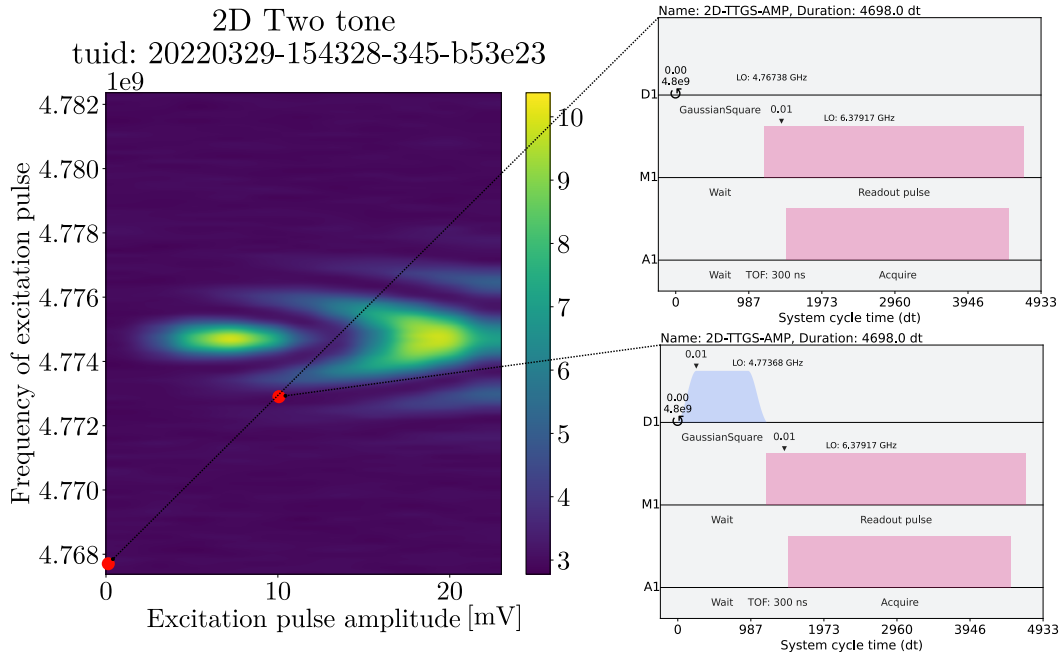 2D Two tone
tuid: 20220329-154328-345-b53e23
1e9
Frequency of excitation pulse
4.782
4.780
4.778
4.776
4.774
4.772
4.770
4.768
0
10
20
Excitation pulse amplitude [mV]
10
9
8
7
6
5
4
3
Name: 2D-TTGS-AMP, Duration: 4698.0 dt
0.00
4.8e9
↺
LO: 4.76738 GHz
D1
GaussianSquare
0.01
LO: 6.37917 GHz
M1
Wait
Readout pulse
A1
Wait
TOF: 300 ns
Acquire
0
987
1973
2960
3946
4933
System cycle time (dt)
Name: 2D-TTGS-AMP, Duration: 4698.0 dt
0.01
LO: 4.77368 GHz
0.00
4.8e9
↺
D1
GaussianSquare
0.01
LO: 6.37917 GHz
M1
Wait
Readout pulse
A1
Wait
TOF: 300 ns
Acquire
0
987
1973
2960
3946
4933
System cycle time (dt)